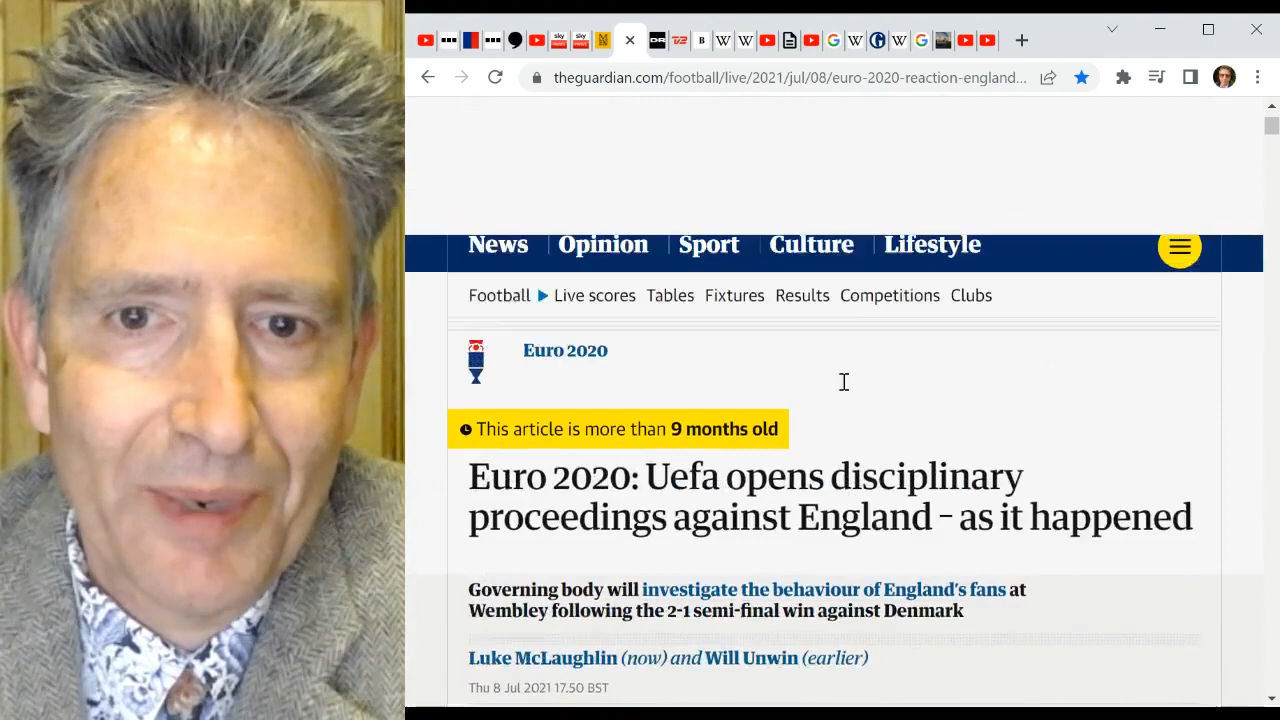 sky sky DR TV2 B W W G W W G
theguardian.com/football/live/2021/jul/08/euro-2020-reaction-england...
News Opinion Sport Culture Lifestyle
Football Live scores Tables Fixtures Results Competitions Clubs
Euro 2020
This article is more than 9 months old
Euro 2020: Uefa opens disciplinary
proceedings against England – as it happened
Governing body will investigate the behaviour of England's fans at
Wembley following the 2-1 semi-final win against Denmark
Luke McLaughlin (now) and Will Unwin (earlier)
Thu 8 Jul 2021 17.50 BST